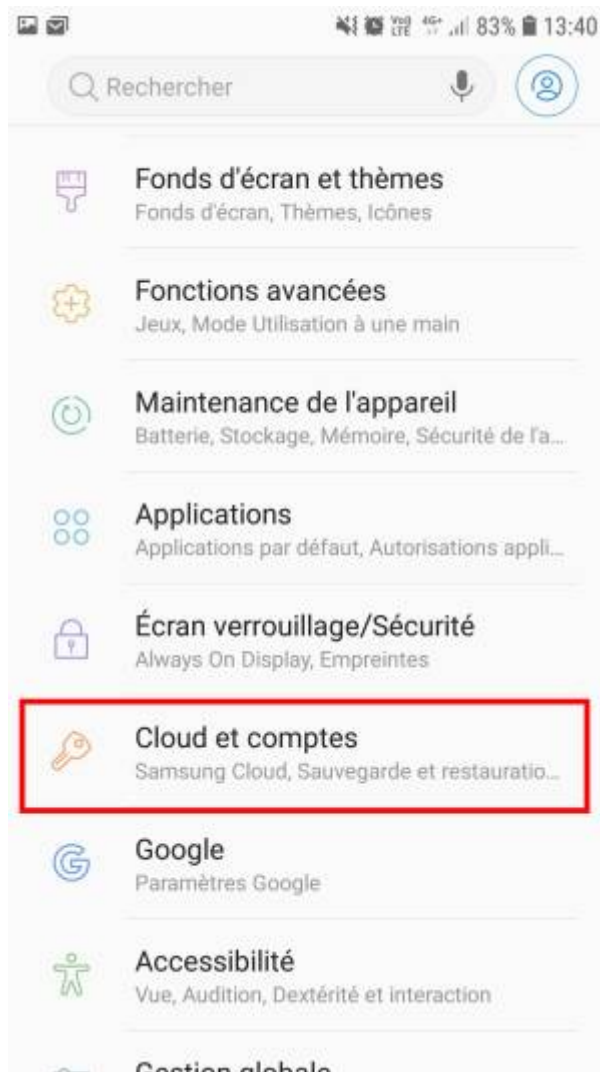 VoD LTE 4G+ 83% 13:40
Rechercher
Fonds d'écran et thèmes
Fonds d'écran, Thèmes, Icônes
Fonctions avancées
Jeux, Mode Utilisation à une main
Maintenance de l'appareil
Batterie, Stockage, Mémoire, Sécurité de l'a...
Applications
Applications par défaut, Autorisations appli...
Écran verrouillage/Sécurité
Always On Display, Empreintes
Cloud et comptes
Samsung Cloud, Sauvegarde et restauratio...
Google
Paramètres Google
Accessibilité
Vue, Audition, Dextérité et interaction
Gestion globale